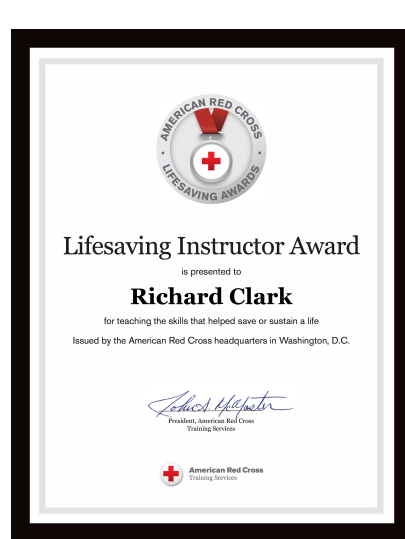 AMERICAN RED CROSS
LIFESAVING AWARDS
Lifesaving Instructor Award
is presented to
Richard Clark
for teaching the skills that helped save or sustain a life
Issued by the American Red Cross headquarters in Washington, D.C.
John A. McMaster
President, American Red Cross
Training Services
American Red Cross
Training Services